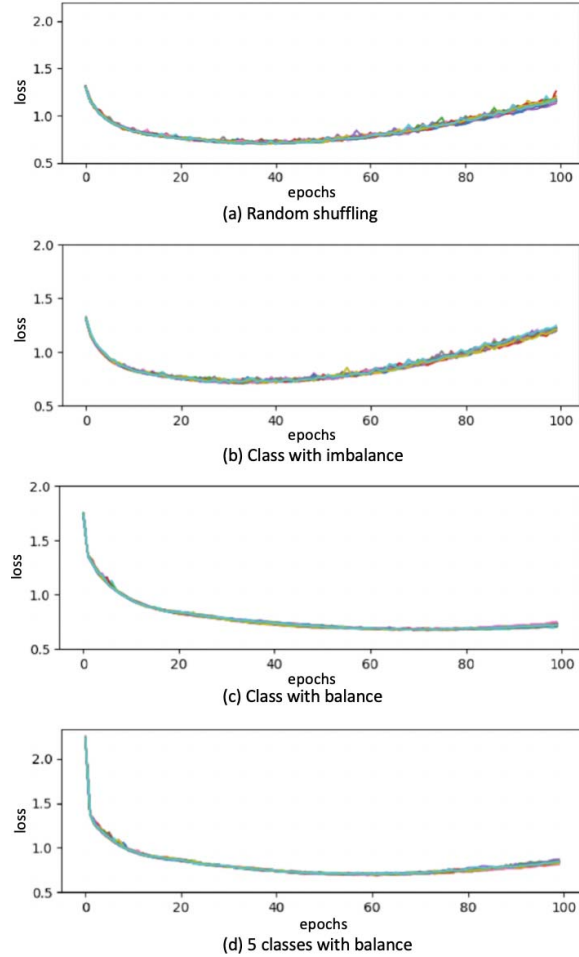 2.0
1.5
1.0
0.5
loss
0 20 40 60 80 100
epochs
(a) Random shuffling
2.0
1.5
1.0
0.5
loss
0 20 40 60 80 100
epochs
(b) Class with imbalance
2.0
1.5
1.0
0.5
loss
0 20 40 60 80 100
epochs
(c) Class with balance
2.0
1.5
1.0
0.5
loss
0 20 40 60 80 100
epochs
(d) 5 classes with balance